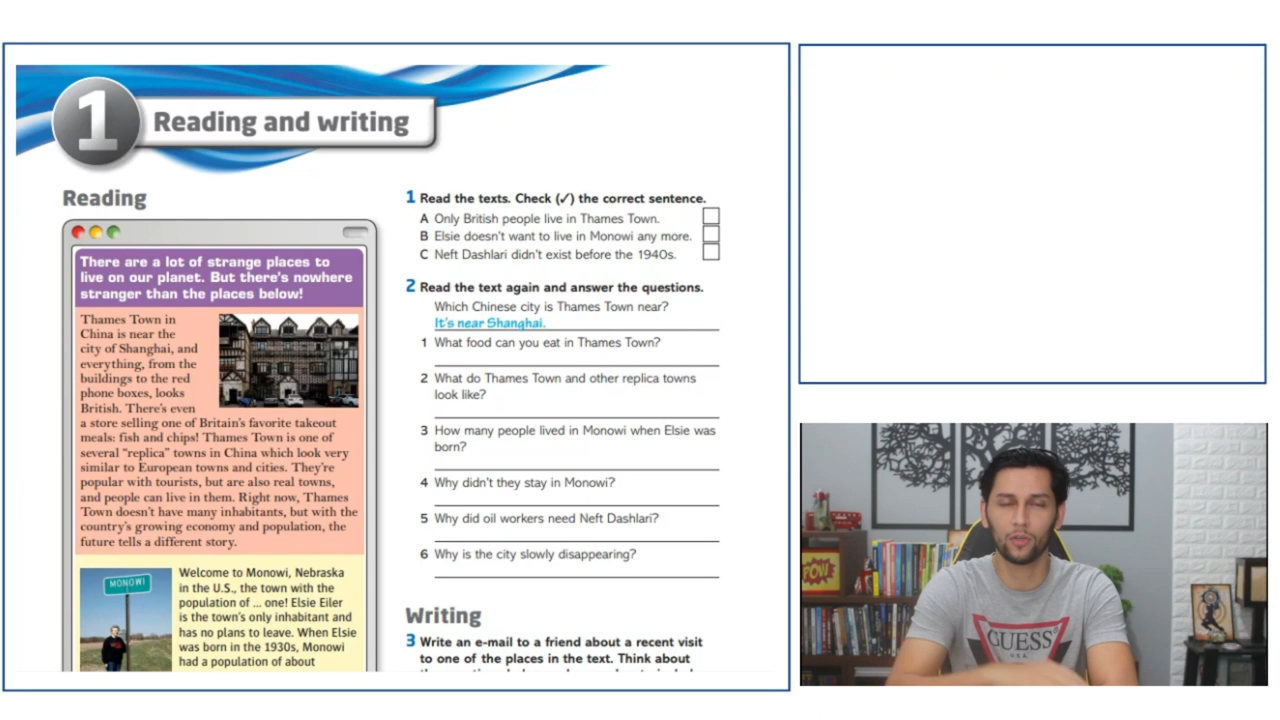 1
Reading and writing
Reading
There are a lot of strange places to
live on our planet. But there's nowhere
stranger than the places below!
Thames Town in
China is near the
city of Shanghai, and
everything, from the
buildings to the red
phone boxes, looks
British. There's even
a store selling one of Britain's favorite takeout
meals: fish and chips! Thames Town is one of
several "replica" towns in China which look very
similar to European towns and cities. They're
popular with tourists, but are also real towns,
and people can live in them. Right now, Thames
Town doesn't have many inhabitants, but with the
country's growing economy and population, the
future tells a different story.
MONOWI
Welcome to Monowi, Nebraska
in the U.S., the town with the
population of ... one! Elsie Eiler
is the town's only inhabitant and
has no plans to leave. When Elsie
was born in the 1930s, Monowi
had a population of about
1 Read the texts. Check (✓) the correct sentence.
A Only British people live in Thames Town.
B Elsie doesn't want to live in Monowi any more.
C Neft Dashlari didn't exist before the 1940s.
2 Read the text again and answer the questions.
Which Chinese city is Thames Town near?
It's near Shanghai.
1 What food can you eat in Thames Town?
2 What do Thames Town and other replica towns
look like?
3 How many people lived in Monowi when Elsie was
born?
4 Why didn't they stay in Monowi?
5 Why did oil workers need Neft Dashlari?
6 Why is the city slowly disappearing?
Writing
3 Write an e-mail to a friend about a recent visit
to one of the places in the text. Think about
POW!
GUESS
U.S.A.